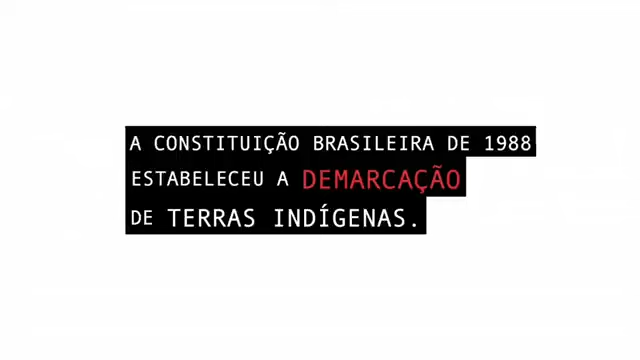 A CONSTITUIÇÃO BRASILEIRA DE 1988
ESTABELECEU A DEMARCAÇÃO
DE TERRAS INDÍGENAS.